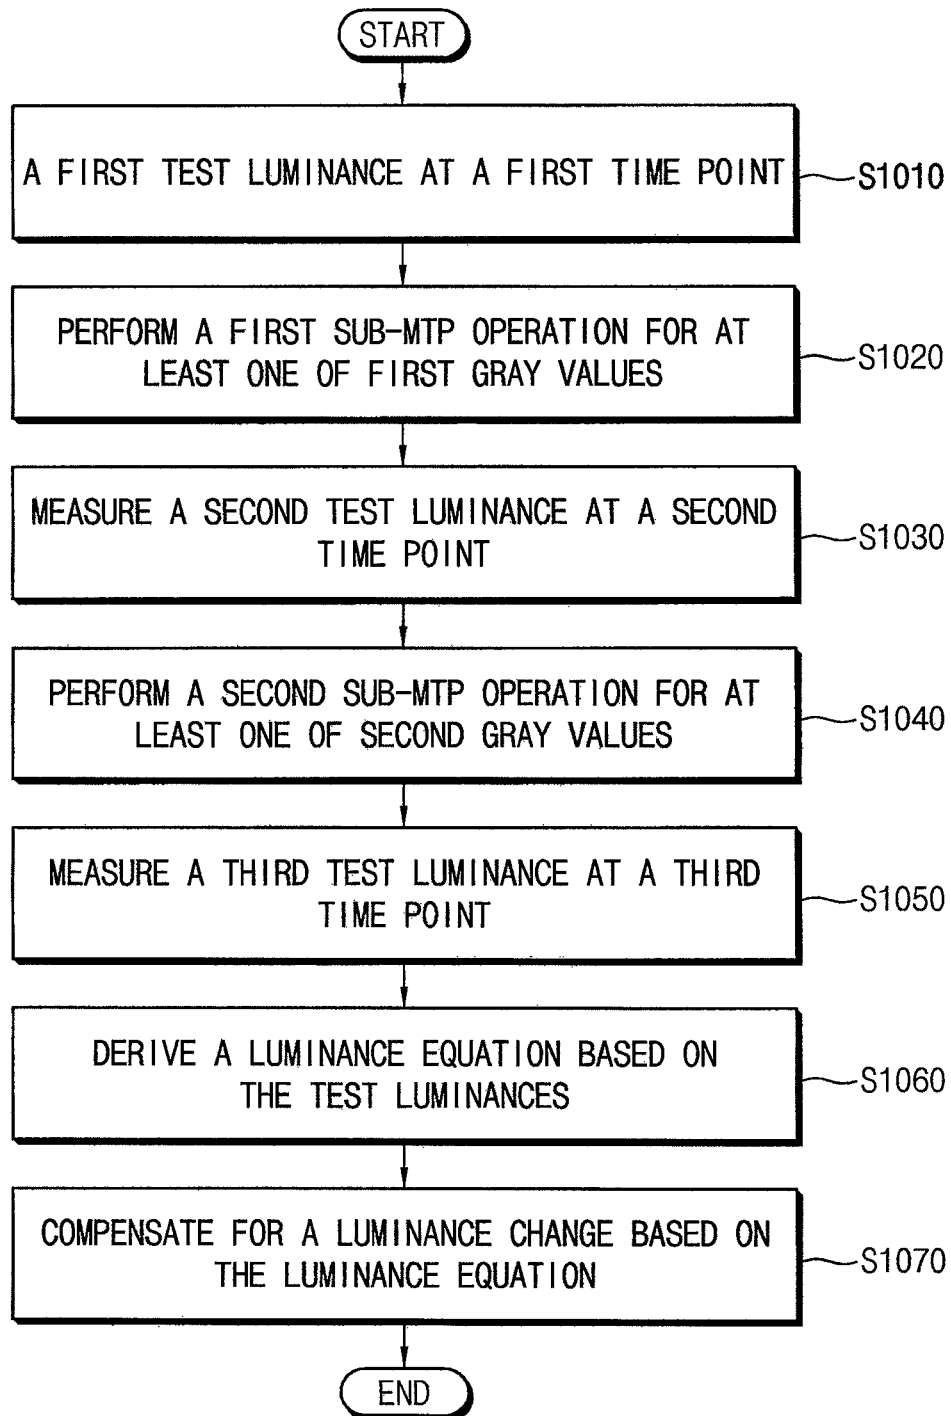 START
A FIRST TEST LUMINANCE AT A FIRST TIME POINT
S1010
PERFORM A FIRST SUB-MTP OPERATION FOR AT
LEAST ONE OF FIRST GRAY VALUES
S1020
MEASURE A SECOND TEST LUMINANCE AT A SECOND
TIME POINT
S1030
PERFORM A SECOND SUB-MTP OPERATION FOR AT
LEAST ONE OF SECOND GRAY VALUES
S1040
MEASURE A THIRD TEST LUMINANCE AT A THIRD
TIME POINT
S1050
DERIVE A LUMINANCE EQUATION BASED ON
THE TEST LUMINANCES
S1060
COMPENSATE FOR A LUMINANCE CHANGE BASED ON
THE LUMINANCE EQUATION
S1070
END